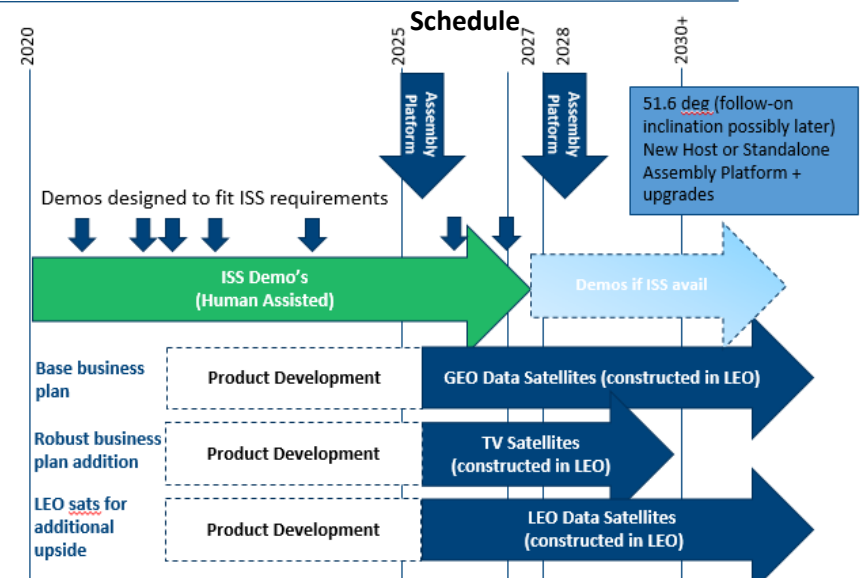 Schedule
2020
2025
2027
2028
2030+
Assembly
Platform
Assembly
Platform
51.6 deg (follow-on
inclination possibly later)
New Host or Standalone
Assembly Platform +
upgrades
Demos designed to fit ISS requirements
ISS Demo's
(Human Assisted)
Demos if ISS avail
Base business
plan
Product Development
GEO Data Satellites (constructed in LEO)
Robust business
plan addition
Product Development
TV Satellites
(constructed in LEO)
LEO sats for
additional
upside
Product Development
LEO Data Satellites
(constructed in LEO)